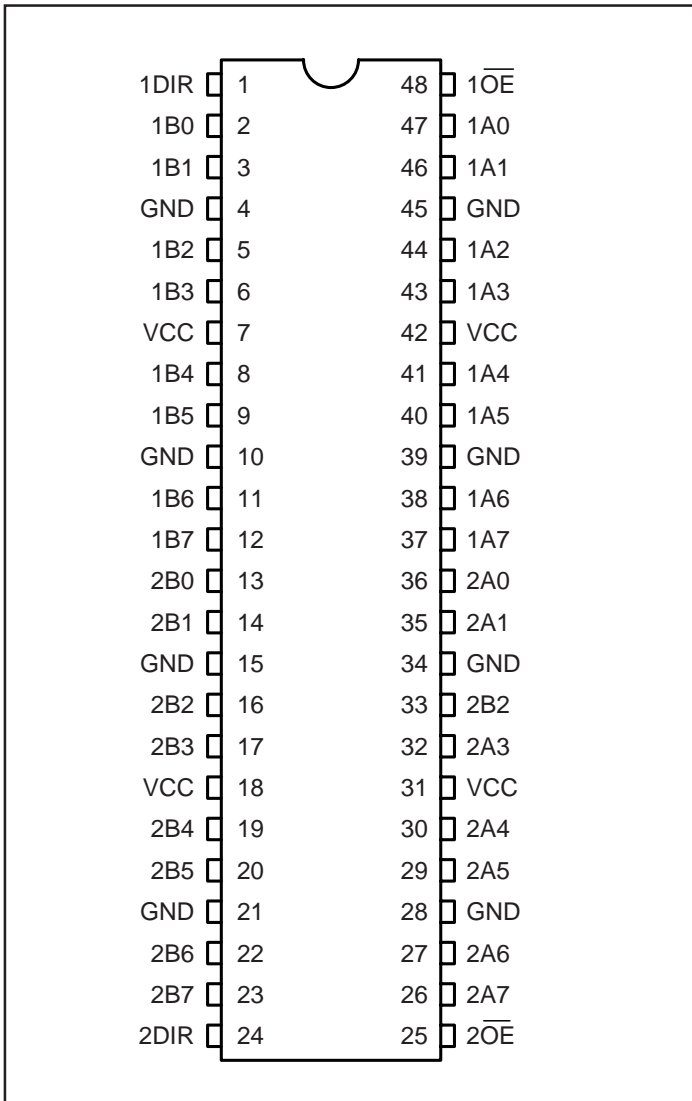 1DIR 1 48 1O̅E̅
1B0 2 47 1A0
1B1 3 46 1A1
GND 4 45 GND
1B2 5 44 1A2
1B3 6 43 1A3
VCC 7 42 VCC
1B4 8 41 1A4
1B5 9 40 1A5
GND 10 39 GND
1B6 11 38 1A6
1B7 12 37 1A7
2B0 13 36 2A0
2B1 14 35 2A1
GND 15 34 GND
2B2 16 33 2B2
2B3 17 32 2A3
VCC 18 31 VCC
2B4 19 30 2A4
2B5 20 29 2A5
GND 21 28 GND
2B6 22 27 2A6
2B7 23 26 2A7
2DIR 24 25 2O̅E̅